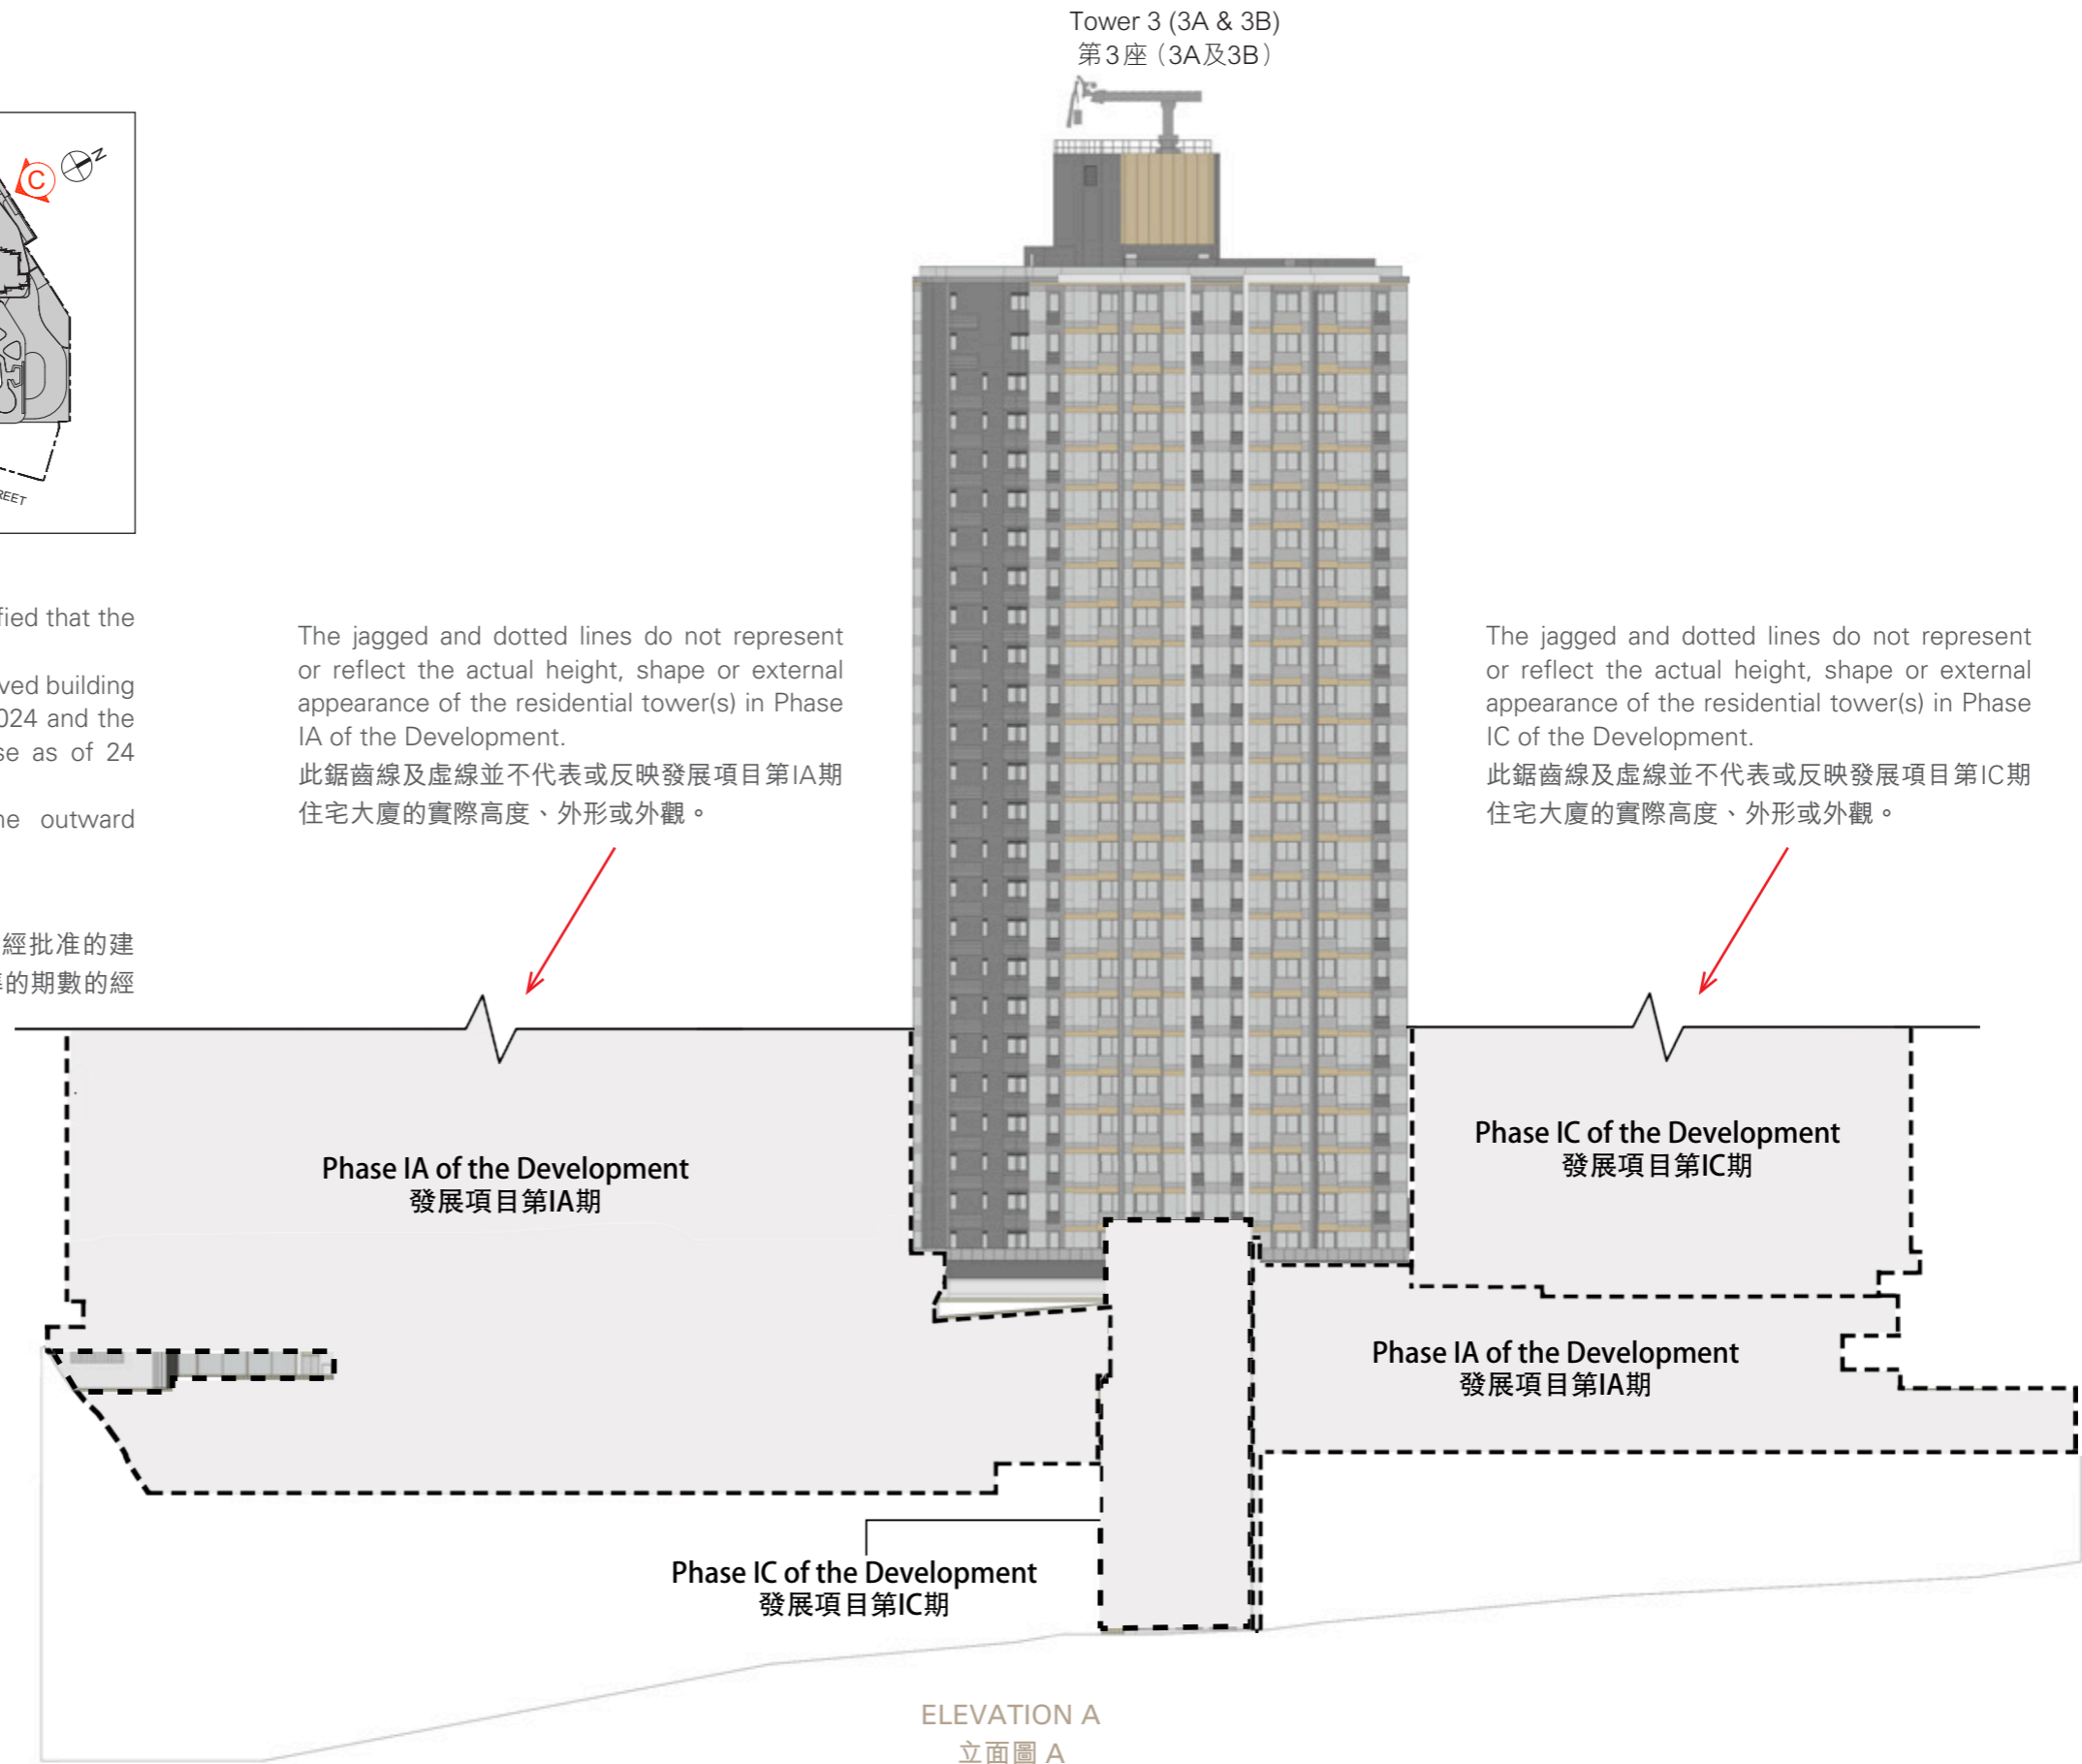 Tower 3 (3A & 3B)
第3座（3A及3B）
C
N
REET
fied that the
ved building
024 and the
se as of 24
ne outward
經批准的建
的期數的經
The jagged and dotted lines do not represent
or reflect the actual height, shape or external
appearance of the residential tower(s) in Phase
IA of the Development.
此鋸齒線及虛線並不代表或反映發展項目第IA期
住宅大廈的實際高度、外形或外觀。
The jagged and dotted lines do not represent
or reflect the actual height, shape or external
appearance of the residential tower(s) in Phase
IC of the Development.
此鋸齒線及虛線並不代表或反映發展項目第IC期
住宅大廈的實際高度、外形或外觀。
Phase IA of the Development
發展項目第IA期
Phase IC of the Development
發展項目第IC期
Phase IA of the Development
發展項目第IA期
Phase IC of the Development
發展項目第IC期
ELEVATION A
立面圖 A